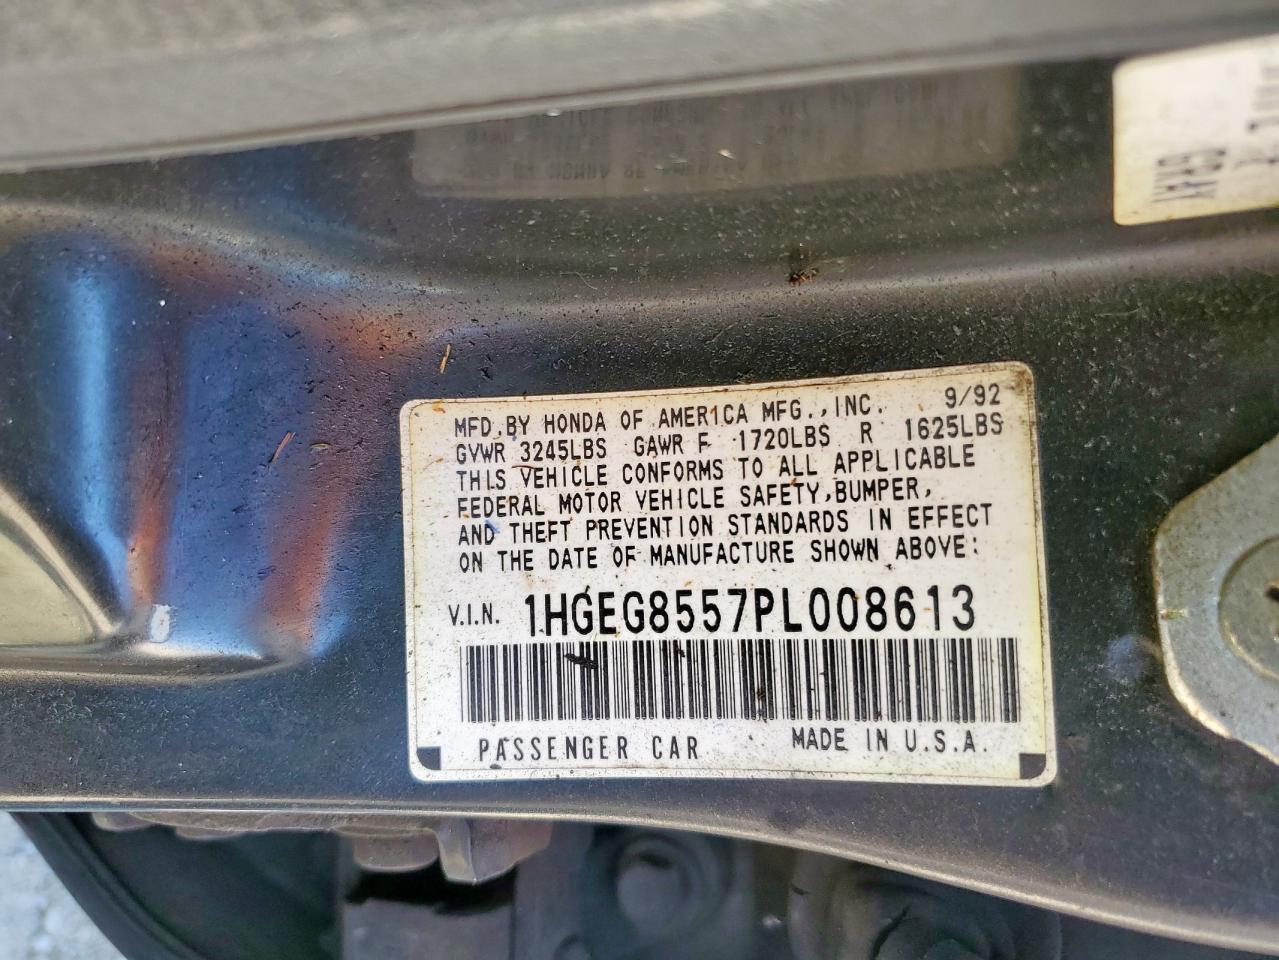 MFD. BY HONDA OF AMER1CA MFG., INC. 9/92
GVWR 3245LBS GAWR F 1720LBS R 1625LBS
THIS VEHICLE CONFORMS TO ALL APPLICABLE
FEDERAL MOTOR VEHICLE SAFETY, BUMPER,
AND THEFT PREVENTION STANDARDS IN EFFECT
ON THE DATE OF MANUFACTURE SHOWN ABOVE:
V.I.N. 1HGEG8557PL008613
PASSENGER CAR MADE IN U.S.A.